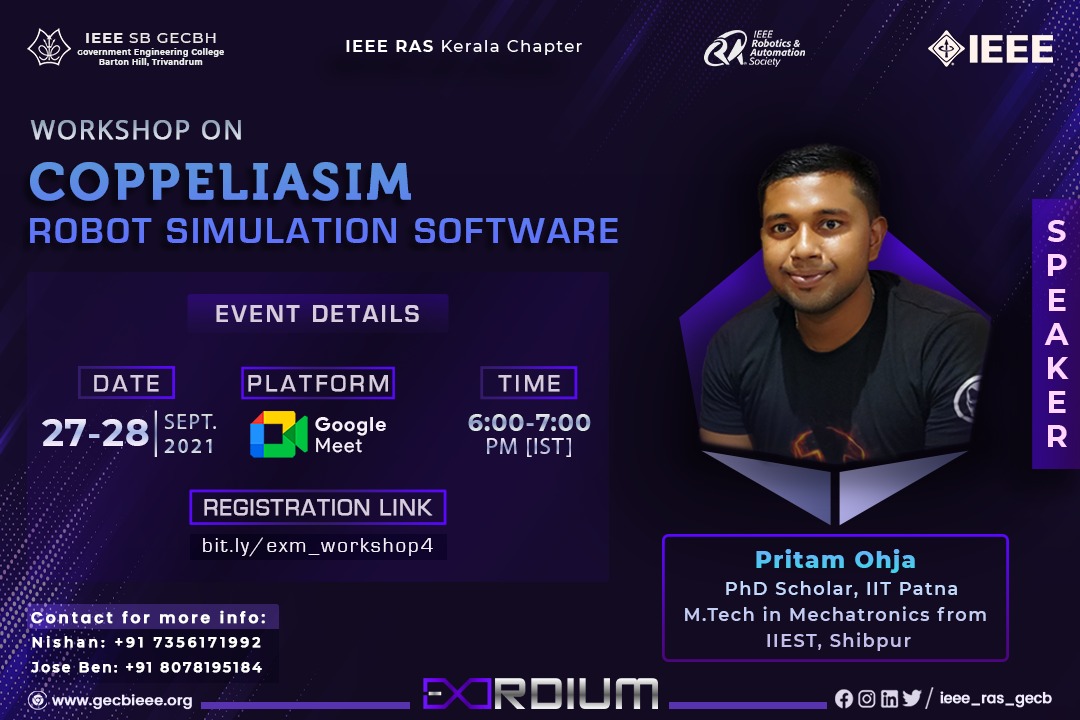 IEEE SB GECBH
Government Engineering College
Barton Hill, Trivandrum
IEEE RAS Kerala Chapter
IEEE
Robotics &
Automation
Society
IEEE
WORKSHOP ON
COPPELIASIM
ROBOT SIMULATION SOFTWARE
EVENT DETAILS
DATE
27-28 SEPT.
2021
PLATFORM
Google
Meet
TIME
6:00-7:00
PM [IST]
REGISTRATION LINK
bit.ly/exm_workshop4
SPEAKER
Pritam Ohja
PhD Scholar, IIT Patna
M.Tech in Mechatronics from
IIEST, Shibpur
Contact for more info:
Nishan: +91 7356171992
Jose Ben: +91 8078195184
www.gecbieee.org
EXORDIUM
/ ieee_ras_gecb